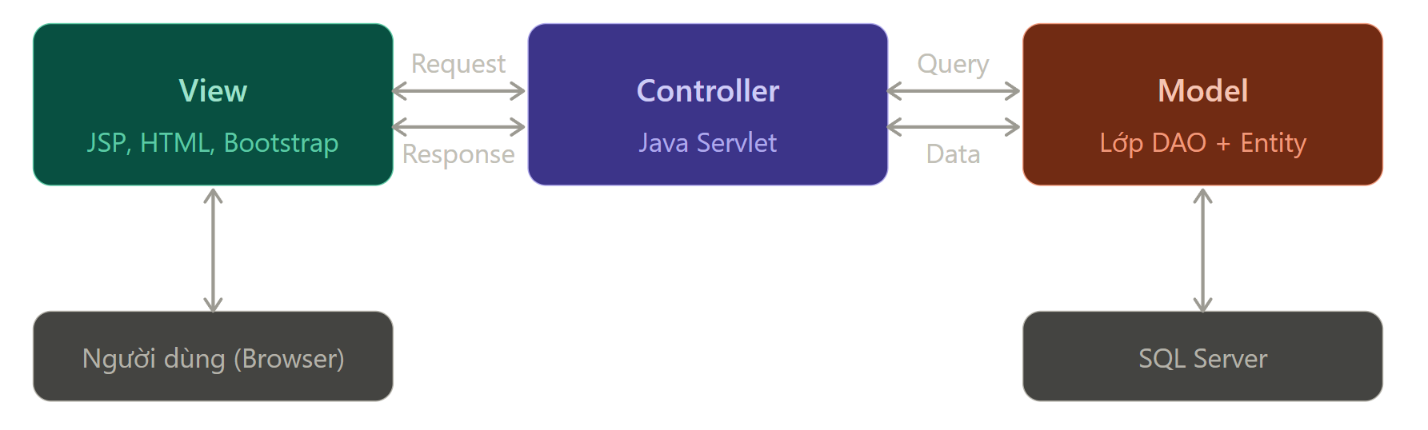 View
JSP, HTML, Bootstrap
Request
Response
Controller
Java Servlet
Query
Data
Model
Lớp DAO + Entity
Người dùng (Browser)
SQL Server